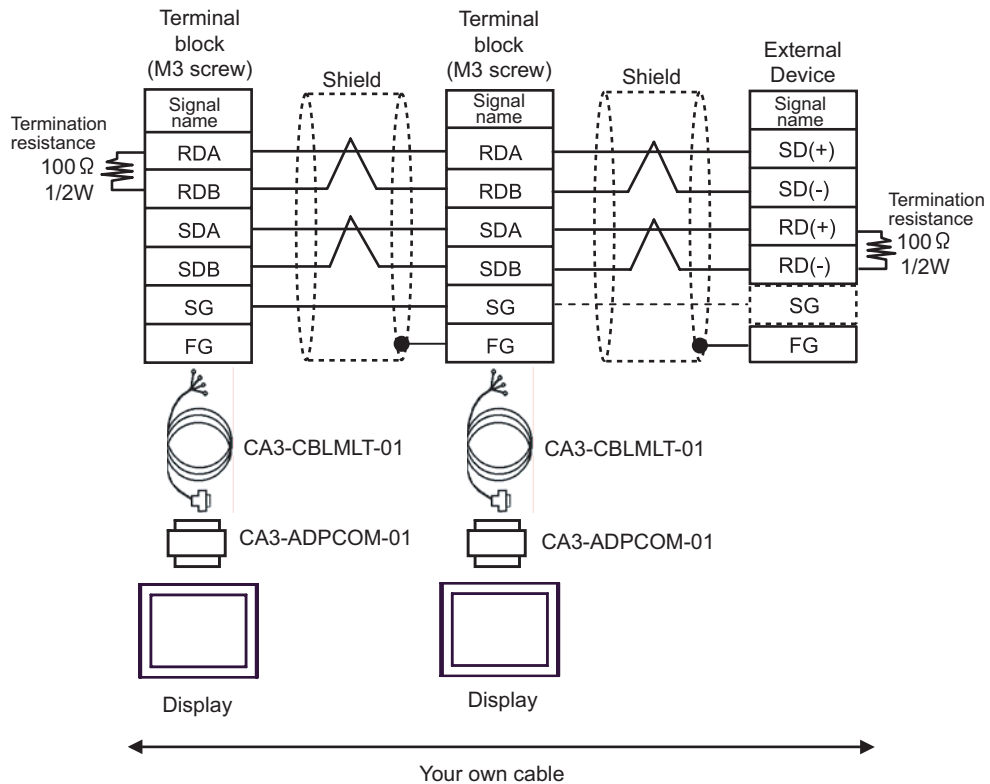 Terminal
block
(M3 screw)
Terminal
block
(M3 screw)
External
Device
Shield
Shield
Signal
name
Signal
name
Signal
name
Termination
resistance
100 Ω
1/2W
RDA
RDA
SD(+)
RDB
RDB
SD(-)
Termination
resistance
100 Ω
1/2W
SDA
SDA
RD(+)
SDB
SDB
RD(-)
SG
SG
SG
FG
FG
FG
CA3-CBLMLT-01
CA3-CBLMLT-01
CA3-ADPCOM-01
CA3-ADPCOM-01
Display
Display
Your own cable